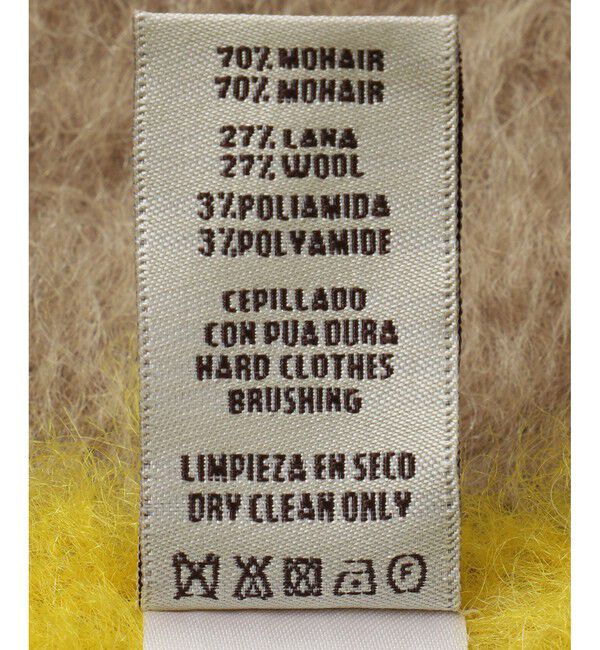 70% MOHAIR
70% MOHAIR
27% LANA
27% WOOL
3% POLIAMIDA
3% POLYAMIDE
CEPILLADO
CON PUA DURA
HARD CLOTHES
BRUSHING
LIMPIEZA EN SECO
DRY CLEAN ONLY
F